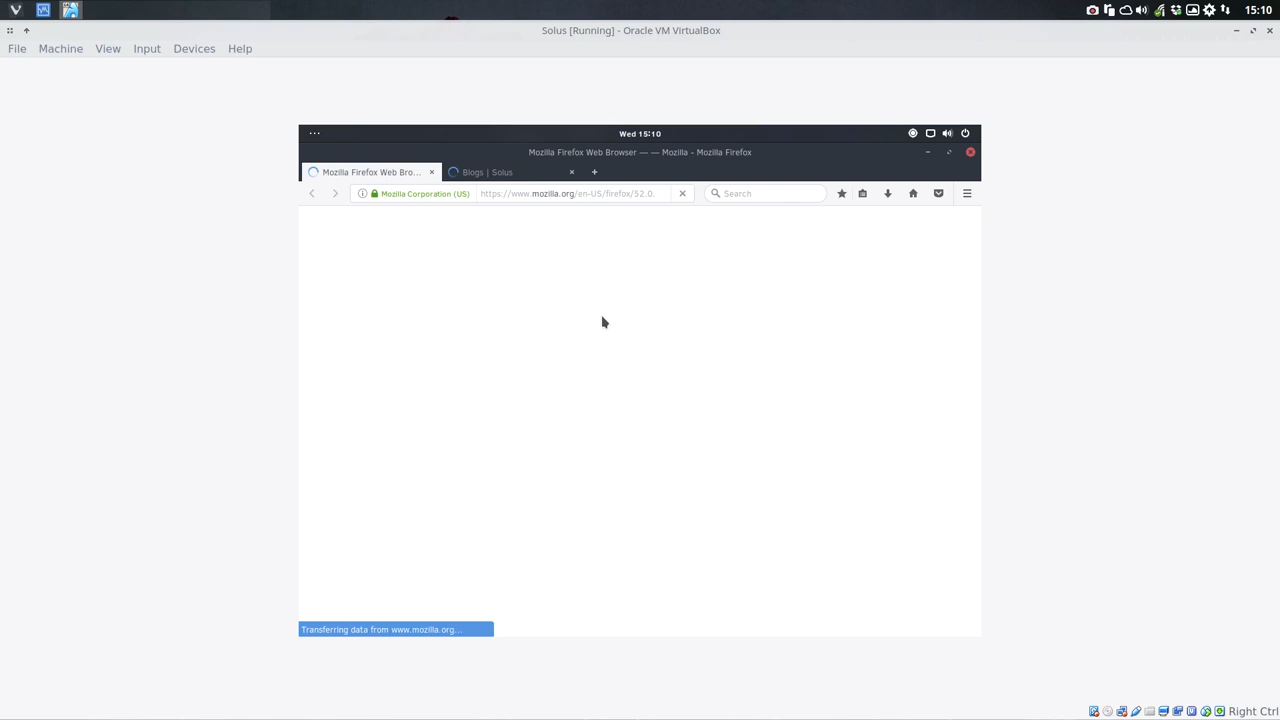 15:10
Solus [Running] - Oracle VM VirtualBox
File Machine View Input Devices Help
Wed 15:10
Mozilla Firefox Web Browser — — Mozilla - Mozilla Firefox
Mozilla Firefox Web Bro... Blogs | Solus
Mozilla Corporation (US) https://www.mozilla.org/en-US/firefox/52.0. Search
Transferring data from www.mozilla.org...
Right Ctrl